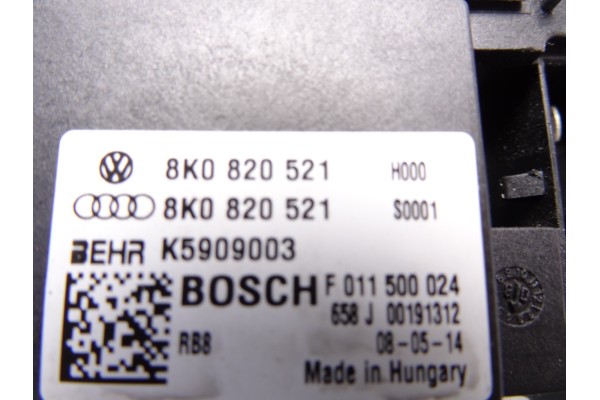 8K0 820 521 H000
8K0 820 521 S0001
BEHR K5909003
BOSCH F 011 500 024
658 J 00191312
RB8 08-05-14
Made in Hungary